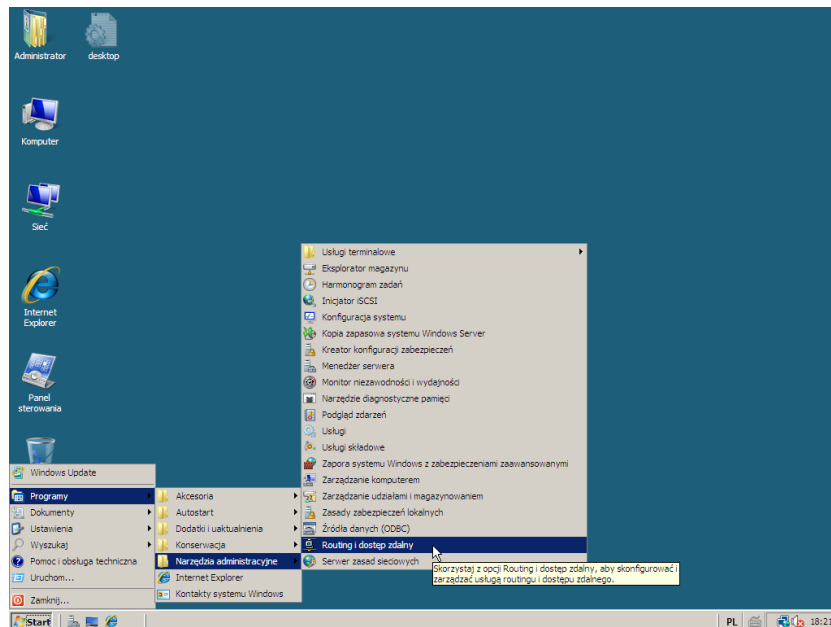 Administrator
desktop
Komputer
Sieć
Internet
Explorer
Panel
sterowania
Usługi terminalowe
Eksplorator magazynu
Harmonogram zadań
Inicjator iSCSI
Konfiguracja systemu
Kopia zapasowa systemu Windows Server
Kreator konfiguracji zabezpieczeń
Menedżer serwera
Monitor niezawodności i wydajności
Narzędzie diagnostyczne pamięci
Podgląd zdarzeń
Usługi
Usługi składowe
Zapora systemu Windows z zabezpieczeniami zaawansowanymi
Zarządzanie komputerem
Zarządzanie udziałami i magazynowaniem
Zasady zabezpieczeń lokalnych
Źródła danych (ODBC)
Routing i dostęp zdalny
Serwer zasad sieciowych
Skorzystaj z opcji Routing i dostęp zdalny, aby skonfigurować i
zarządzać usługą routingu i dostępu zdalnego.
Akcesoria
Autostart
Dodatki i uaktualnienia
Konserwacja
Narzędzia administracyjne
Internet Explorer
Kontakty systemu Windows
Windows Update
Programy
Dokumenty
Ustawienia
Wyszukaj
Pomoc i obsługa techniczna
Uruchom...
Zamknij...
Start
PL
18:21